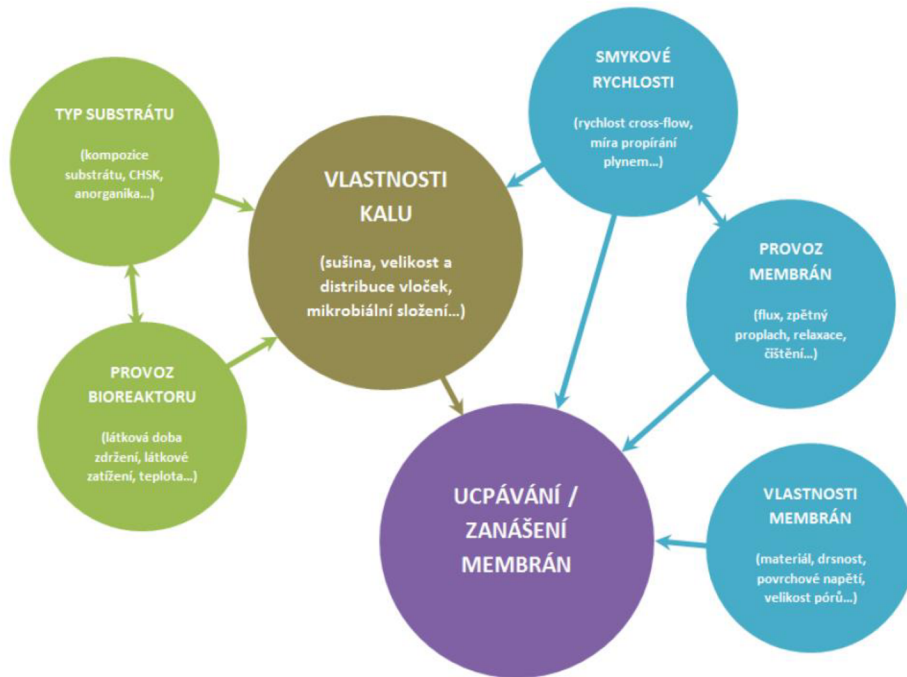 TYP SUBSTRÁTU
(kompozice
substrátu, CHSK,
anorganika...)
PROVOZ
BIOREAKTORU
(látková doba
zdržení, látkové
zatížení, teplota...)
VLASTNOSTI
KALU
(sušina, velikost a
distribuce vloček,
mikrobiální složení...)
SMYKOVÉ
RYCHLOSTI
(rychlost cross-flow,
míra propírání
plynem...)
PROVOZ
MEMBRÁN
(flux, zpětný
proplach, relaxace,
čištění...)
UCPÁVÁNÍ /
ZANÁŠENÍ
MEMBRÁN
VLASTNOSTI
MEMBRÁN
(materiál, drsnost,
povrchové napětí,
velikost pórů...)